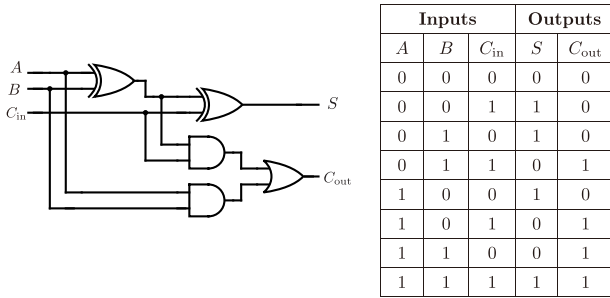 A
B
C_in
S
C_out
Inputs Outputs
A B C_in S C_out
0 0 0 0 0
0 0 1 1 0
0 1 0 1 0
0 1 1 0 1
1 0 0 1 0
1 0 1 0 1
1 1 0 0 1
1 1 1 1 1